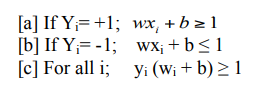 [a] If Yᵢ= +1; wxᵢ + b ≥ 1
[b] If Yᵢ= -1; wxᵢ + b ≤ 1
[c] For all i; yᵢ (wᵢ + b) ≥ 1